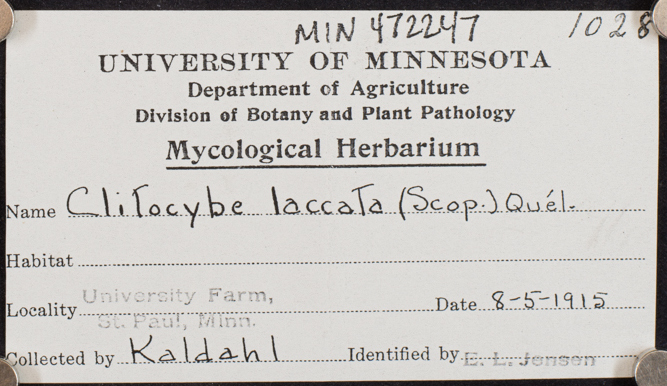 MIN 472247 1028
UNIVERSITY OF MINNESOTA
Department of Agriculture
Division of Botany and Plant Pathology
Mycological Herbarium
Name Clitocybe laccata (Scop.) Quél.
Habitat
University Farm,
Locality Date 8-5-1915
St. Paul, Minn.
Collected by Kaldahl Identified by E. L. Jensen